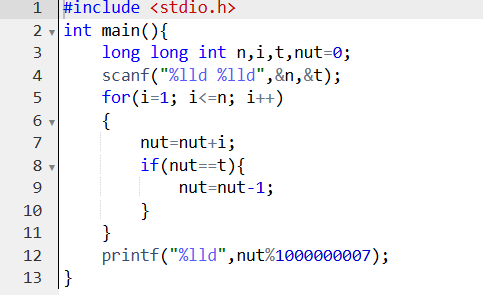 1 #include <stdio.h>
2 int main(){
3 long long int n,i,t,nut=0;
4 scanf("%lld %lld",&n,&t);
5 for(i=1; i<=n; i++)
6 {
7 nut=nut+i;
8 if(nut==t){
9 nut=nut-1;
10 }
11 }
12 printf("%lld",nut%1000000007);
13 }